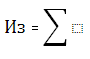 Из = ∑